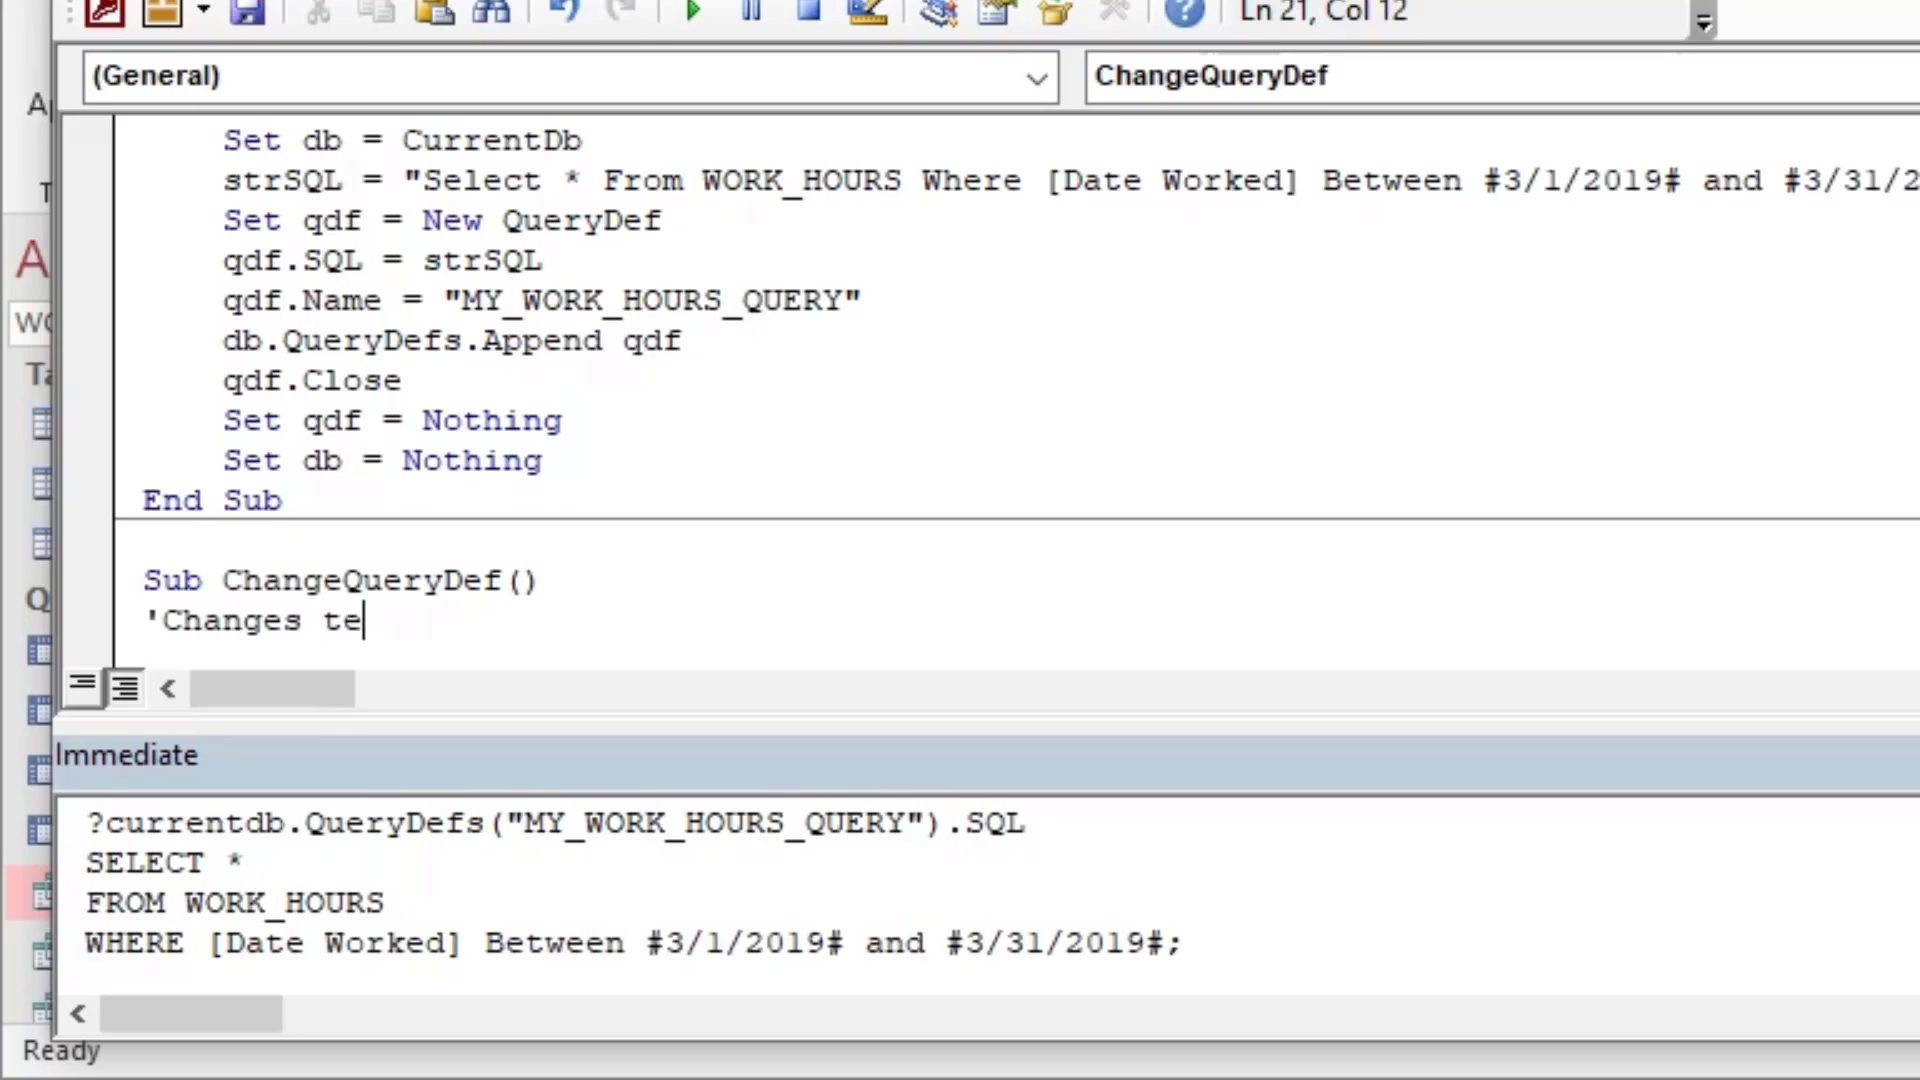 Ln 21, Col 12
(General)
ChangeQueryDef
Set db = CurrentDb
strSQL = "Select * From WORK_HOURS Where [Date Worked] Between #3/1/2019# and #3/31/2
Set qdf = New QueryDef
qdf.SQL = strSQL
qdf.Name = "MY_WORK_HOURS_QUERY"
db.QueryDefs.Append qdf
qdf.Close
Set qdf = Nothing
Set db = Nothing
End Sub
Sub ChangeQueryDef()
'Changes te
Immediate
?currentdb.QueryDefs("MY_WORK_HOURS_QUERY").SQL
SELECT *
FROM WORK_HOURS
WHERE [Date Worked] Between #3/1/2019# and #3/31/2019#;
Ready